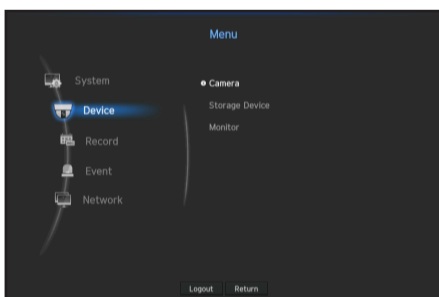 Menu
System
Device
Record
Event
Network
Camera
Storage Device
Monitor
Logout Return